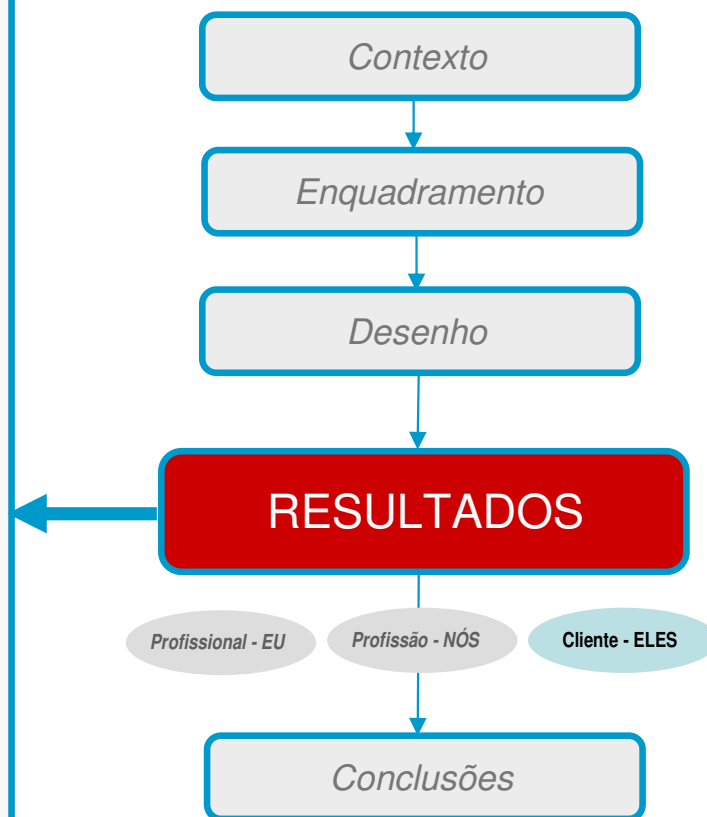 Contexto
Enquadramento
Desenho
RESULTADOS
Profissional - EU
Profissão - NÓS
Cliente - ELES
Conclusões